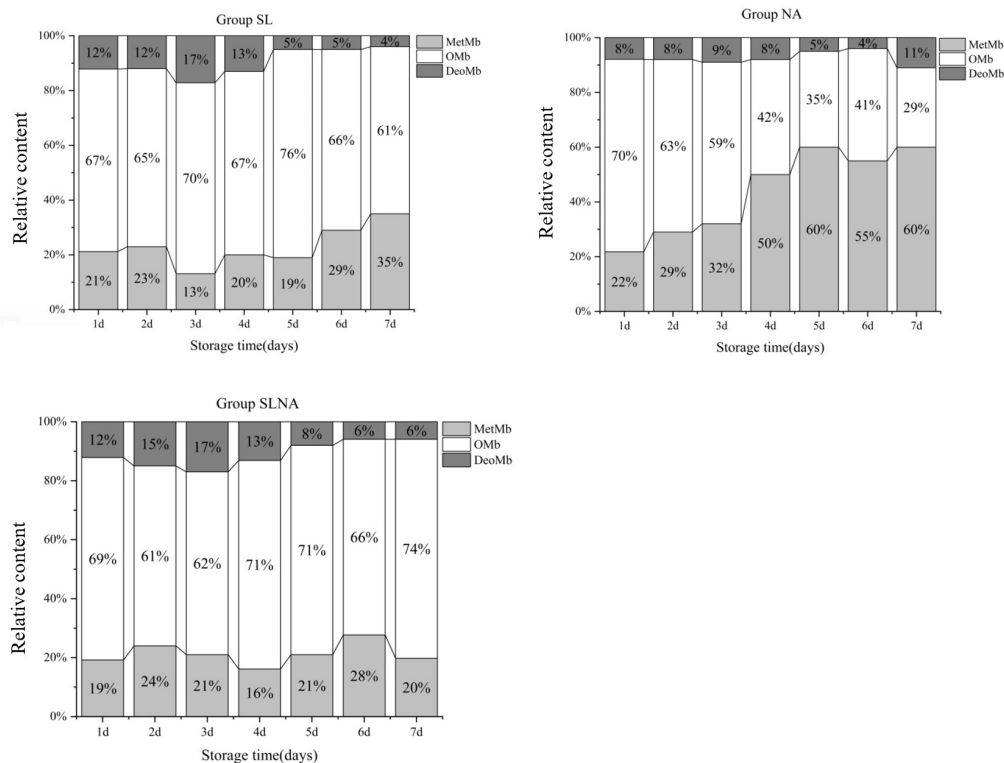 Group SL
100%
80%
60%
40%
20%
0%
Relative content
12% 12% 17% 13% 5% 5% 4%
67% 65% 70% 67% 76% 66% 61%
21% 23% 13% 20% 19% 29% 35%
1d 2d 3d 4d 5d 6d 7d
Storage time(days)
MetMb
OMb
DeoMb
Group NA
100%
80%
60%
40%
20%
0%
Relative content
8% 8% 9% 8% 5% 4% 11%
70% 63% 59% 42% 35% 41% 29%
22% 29% 32% 50% 60% 55% 60%
1d 2d 3d 4d 5d 6d 7d
Storage time(days)
MetMb
OMb
DeoMb
Group SLNA
100%
80%
60%
40%
20%
0%
Relative content
12% 15% 17% 13% 8% 6% 6%
69% 61% 62% 71% 71% 66% 74%
19% 24% 21% 16% 21% 28% 20%
1d 2d 3d 4d 5d 6d 7d
Storage time(days)
MetMb
OMb
DeoMb